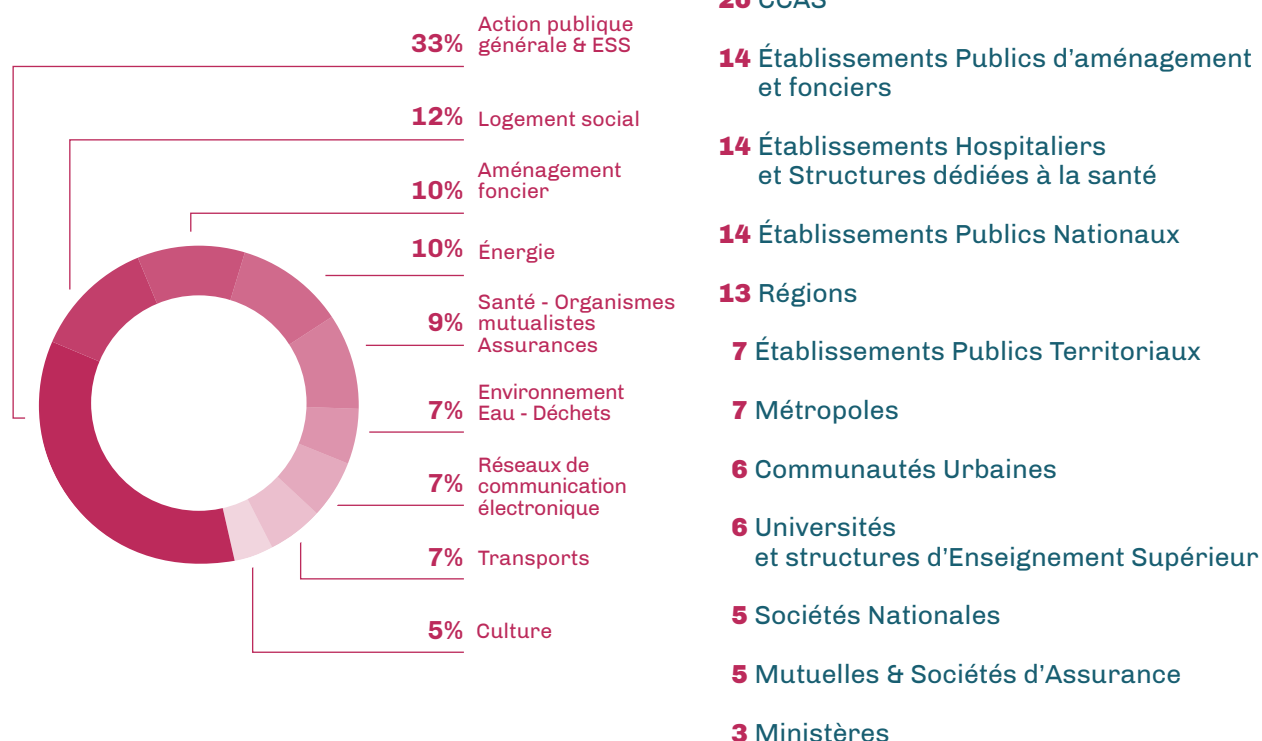 33% Action publique
générale & ESS
12% Logement social
10% Aménagement
foncier
10% Énergie
9% Santé - Organismes
mutualistes
Assurances
7% Environnement
Eau - Déchets
7% Réseaux de
communication
électronique
7% Transports
5% Culture
CCAS
14 Établissements Publics d’aménagement
et fonciers
14 Établissements Hospitaliers
et Structures dédiées à la santé
14 Établissements Publics Nationaux
13 Régions
7 Établissements Publics Territoriaux
7 Métropoles
6 Communautés Urbaines
6 Universités
et structures d’Enseignement Supérieur
5 Sociétés Nationales
5 Mutuelles & Sociétés d’Assurance
3 Ministères